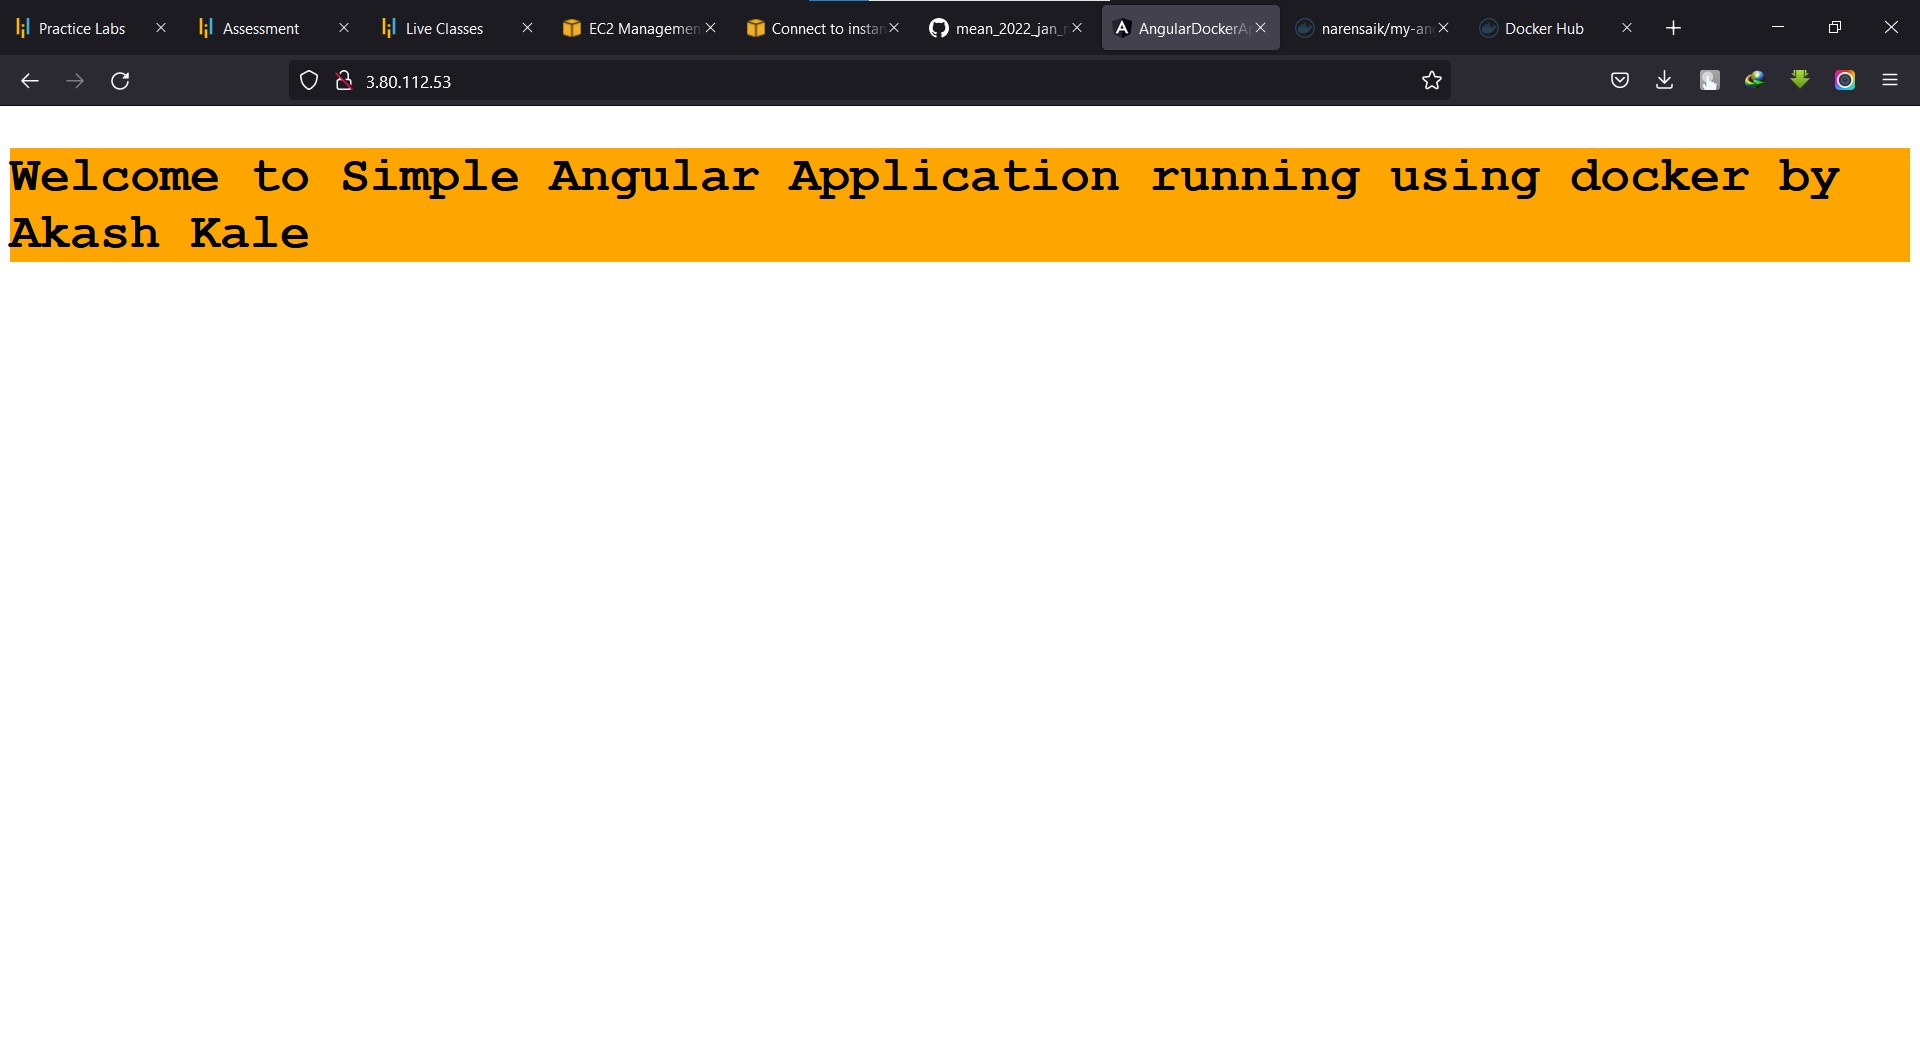 Practice Labs
Assessment
Live Classes
EC2 Managemen
Connect to instan
mean_2022_jan_
AngularDockerA
narensaik/my-an
Docker Hub
3.80.112.53
Welcome to Simple Angular Application running using docker by
Akash Kale